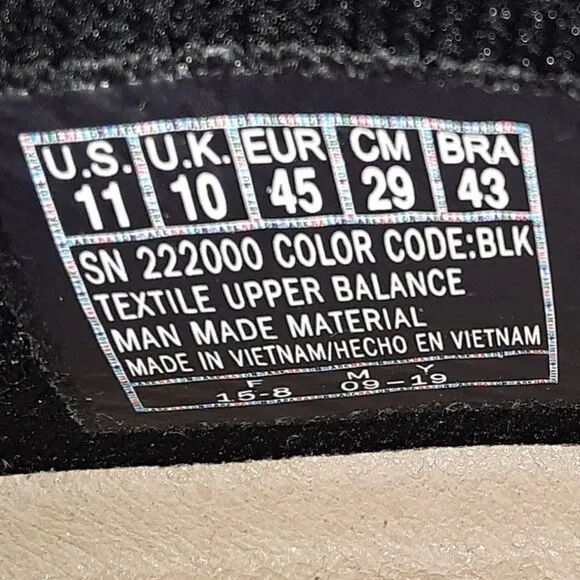 U.S. U.K. EUR CM BRA
11 10 45 29 43
SN 222000 COLOR CODE:BLK
TEXTILE UPPER BALANCE
MAN MADE MATERIAL
MADE IN VIETNAM/HECHO EN VIETNAM
F M Y
15-8 09-19